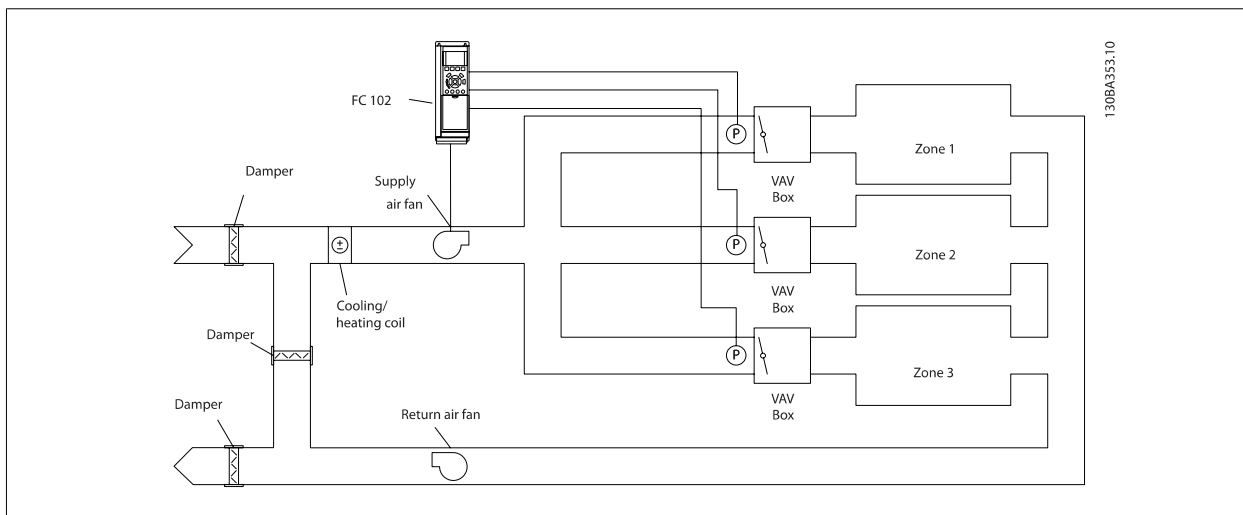 130BA353.10
FC 102
Damper
Supply
air fan
P
VAV
Box
Zone 1
P
VAV
Box
Zone 2
±
Cooling/
heating coil
Damper
P
VAV
Box
Zone 3
Damper
Return air fan